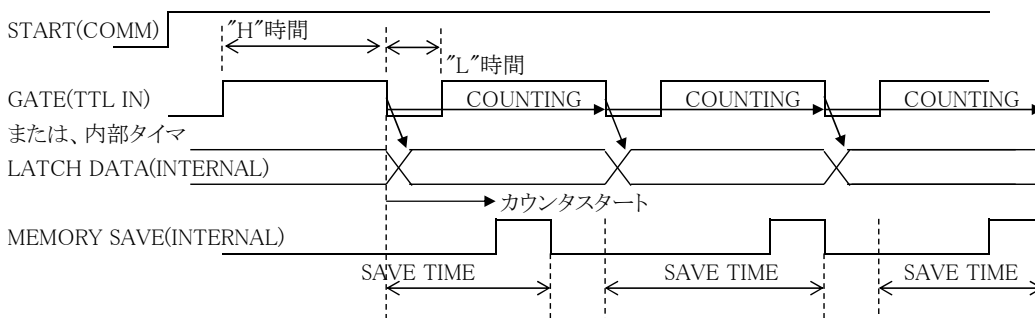 START(COMM)
"H"時間
"L"時間
GATE(TTL IN)
COUNTING
COUNTING
COUNTING
または、内部タイマ
LATCH DATA(INTERNAL)
カウンタスタート
MEMORY SAVE(INTERNAL)
SAVE TIME
SAVE TIME
SAVE TIME